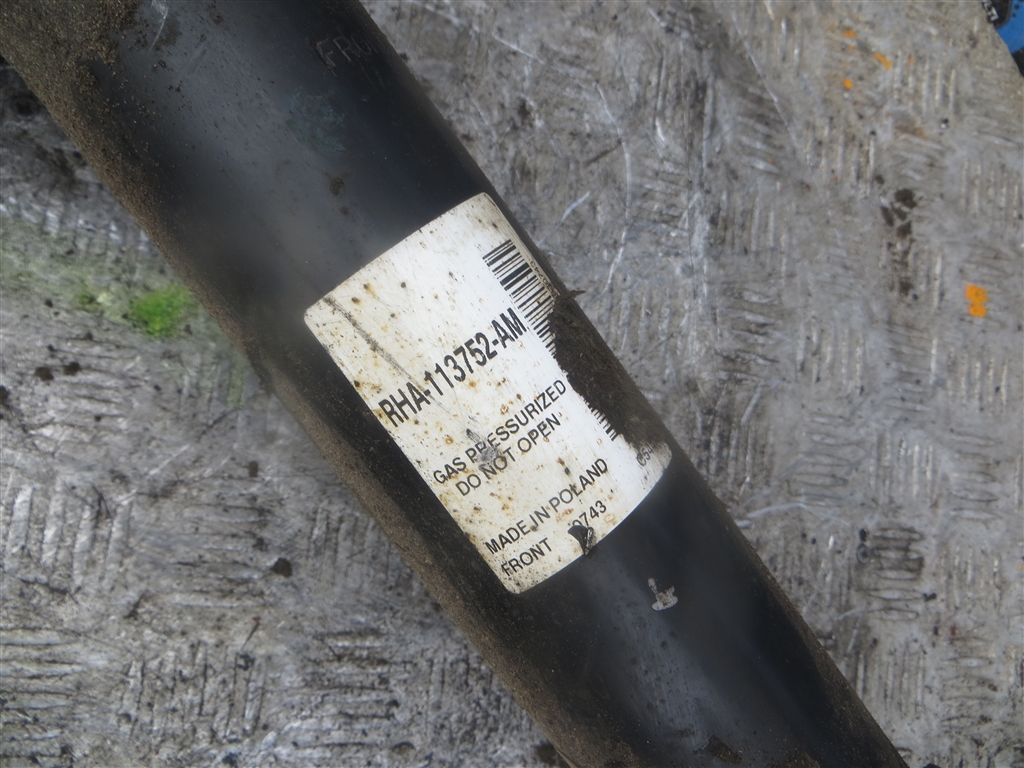 RHA-113752-AM
GAS PRESSURIZED
DO NOT OPEN
MADE IN POLAND
FRONT